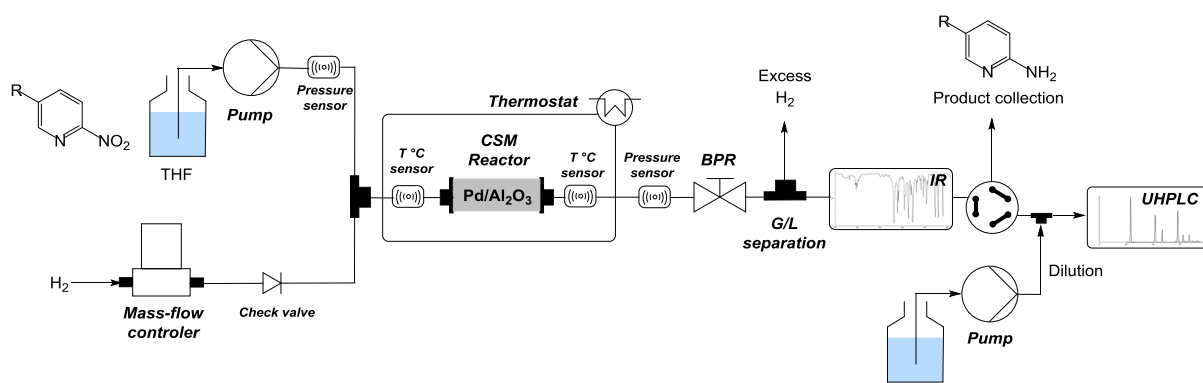 R
N
NO₂
THF
Pump
Pressure
sensor
H₂
Mass-flow
controler
Check valve
Thermostat
T °C
sensor
CSM
Reactor
Pd/Al₂O₃
T °C
sensor
Pressure
sensor
BPR
Excess
H₂
G/L
separation
IR
R
N
NH₂
Product collection
UHPLC
Dilution
Pump